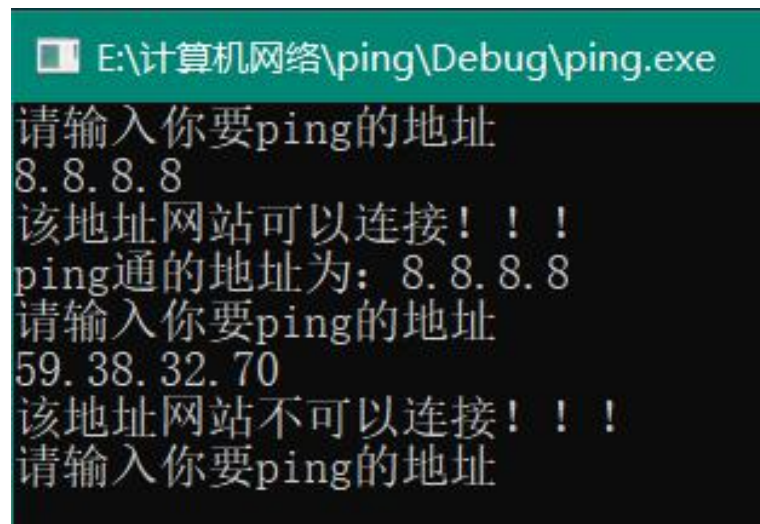 E:\计算机网络\ping\Debug\ping.exe
请输入你要ping的地址
8.8.8.8
该地址网站可以连接！！！
ping通的地址为：8.8.8.8
请输入你要ping的地址
59.38.32.70
该地址网站不可以连接！！！
请输入你要ping的地址